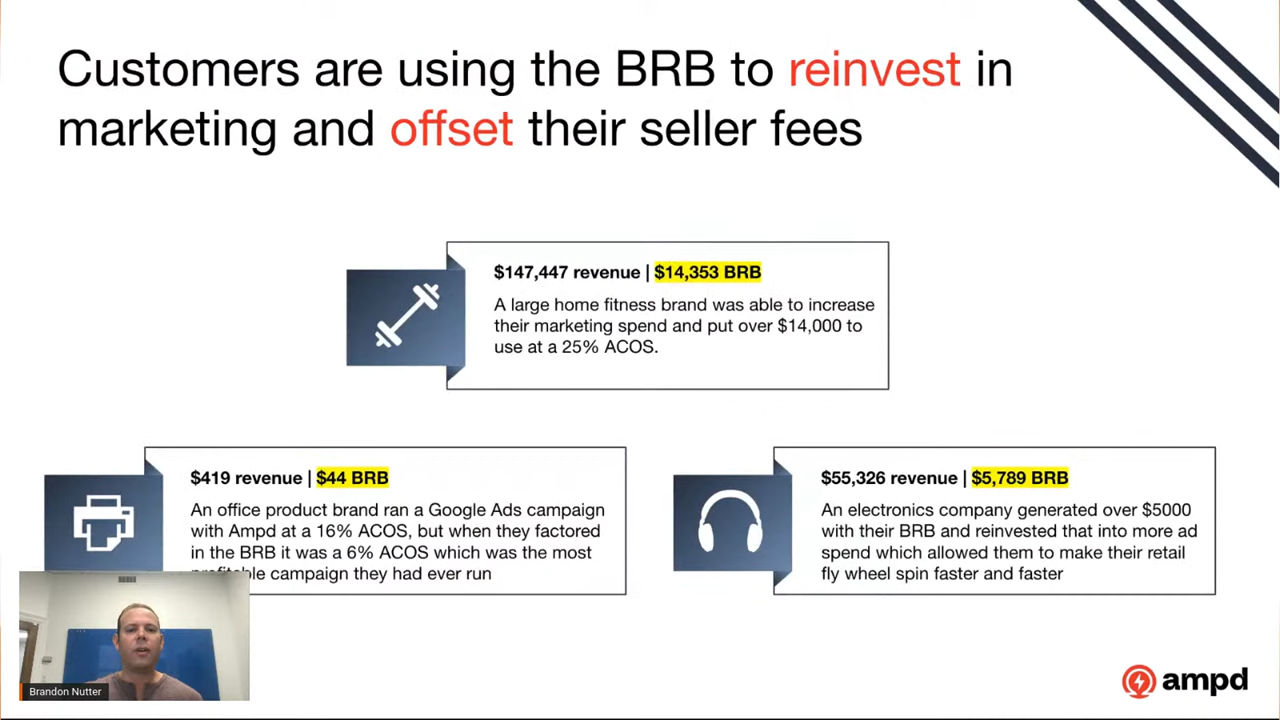 Customers are using the BRB to reinvest in
marketing and offset their seller fees
$147,447 revenue | $14,353 BRB
A large home fitness brand was able to increase
their marketing spend and put over $14,000 to
use at a 25% ACOS.
$419 revenue | $44 BRB
An office product brand ran a Google Ads campaign
with Ampd at a 16% ACOS, but when they factored
in the BRB it was a 6% ACOS which was the most
profitable campaign they had ever run
$55,326 revenue | $5,789 BRB
An electronics company generated over $5000
with their BRB and reinvested that into more ad
spend which allowed them to make their retail
fly wheel spin faster and faster
Brandon Nutter
ampd